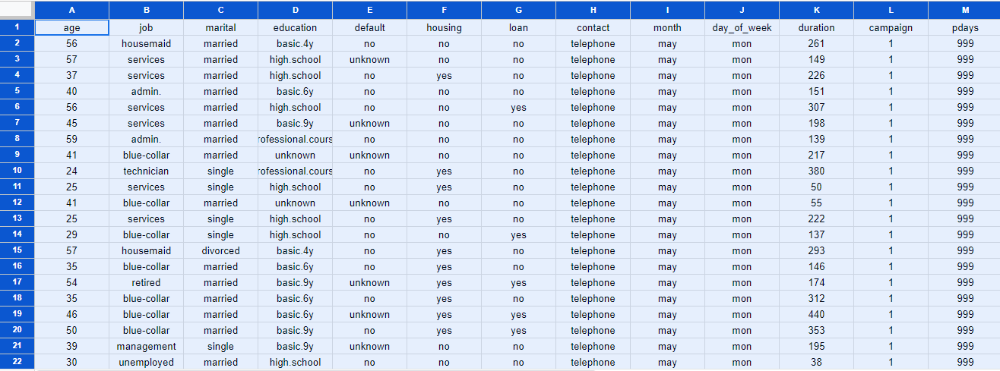 A B C D E F G H I J K L M
1 age job marital education default housing loan contact month day_of_week duration campaign pdays
2 56 housemaid married basic.4y no no no telephone may mon 261 1 999
3 57 services married high.school unknown no no telephone may mon 149 1 999
4 37 services married high.school no yes no telephone may mon 226 1 999
5 40 admin. married basic.6y no no no telephone may mon 151 1 999
6 56 services married high.school no no yes telephone may mon 307 1 999
7 45 services married basic.9y unknown no no telephone may mon 198 1 999
8 59 admin. married rofessional.cours no no no telephone may mon 139 1 999
9 41 blue-collar married unknown unknown no no telephone may mon 217 1 999
10 24 technician single rofessional.cours no yes no telephone may mon 380 1 999
11 25 services single high.school no yes no telephone may mon 50 1 999
12 41 blue-collar married unknown unknown no no telephone may mon 55 1 999
13 25 services single high.school no yes no telephone may mon 222 1 999
14 29 blue-collar single high.school no no yes telephone may mon 137 1 999
15 57 housemaid divorced basic.4y no yes no telephone may mon 293 1 999
16 35 blue-collar married basic.6y no yes no telephone may mon 146 1 999
17 54 retired married basic.9y unknown yes yes telephone may mon 174 1 999
18 35 blue-collar married basic.6y no yes no telephone may mon 312 1 999
19 46 blue-collar married basic.6y unknown yes yes telephone may mon 440 1 999
20 50 blue-collar married basic.9y no yes yes telephone may mon 353 1 999
21 39 management single basic.9y unknown no no telephone may mon 195 1 999
22 30 unemployed married high.school no no no telephone may mon 38 1 999